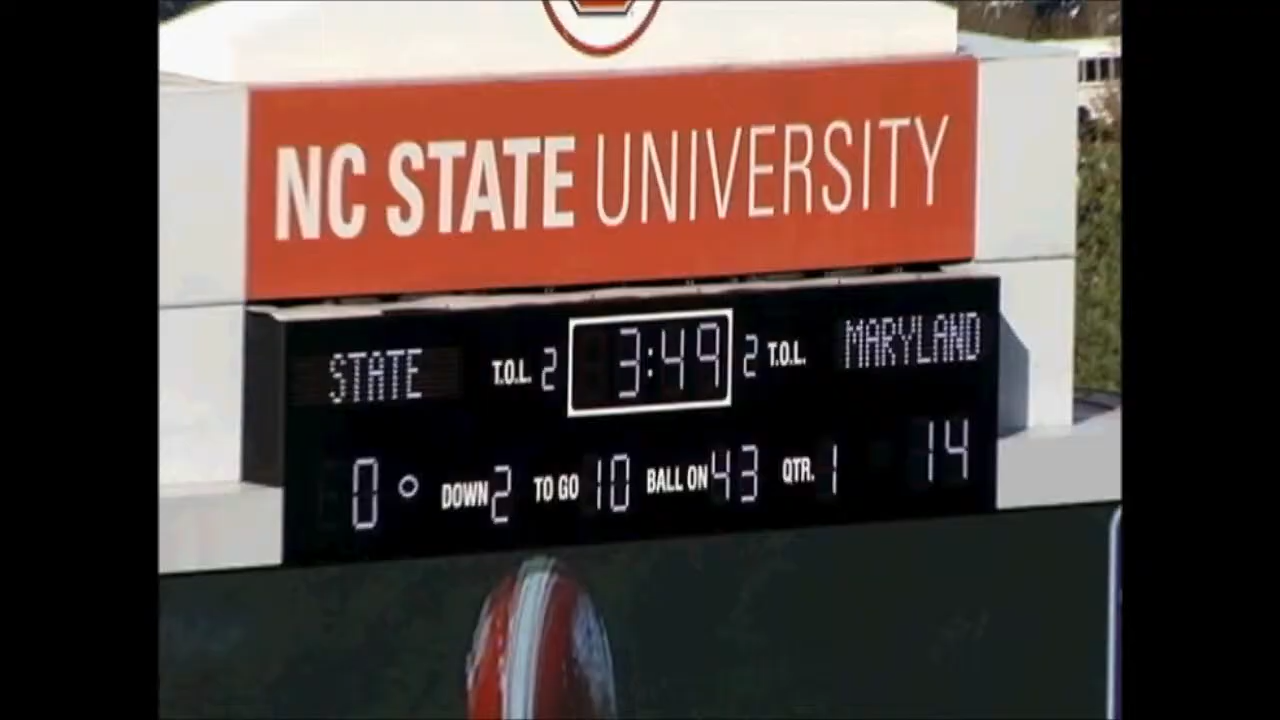 NC STATE UNIVERSITY
STATE T.O.L. 2 3:49 2 T.O.L. MARYLAND
0 DOWN 2 TO GO 10 BALL ON 43 QTR. 1 14